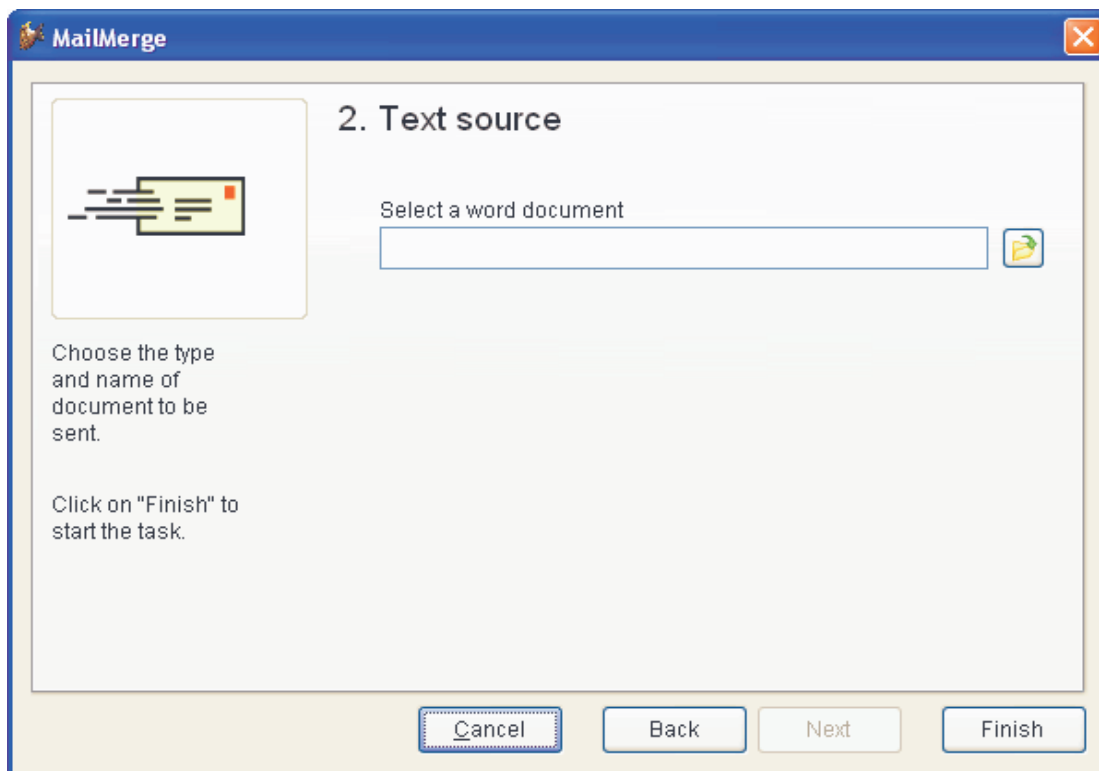 MailMerge
2. Text source
Select a word document
Choose the type
and name of
document to be
sent.
Click on "Finish" to
start the task.
Cancel
Back
Next
Finish